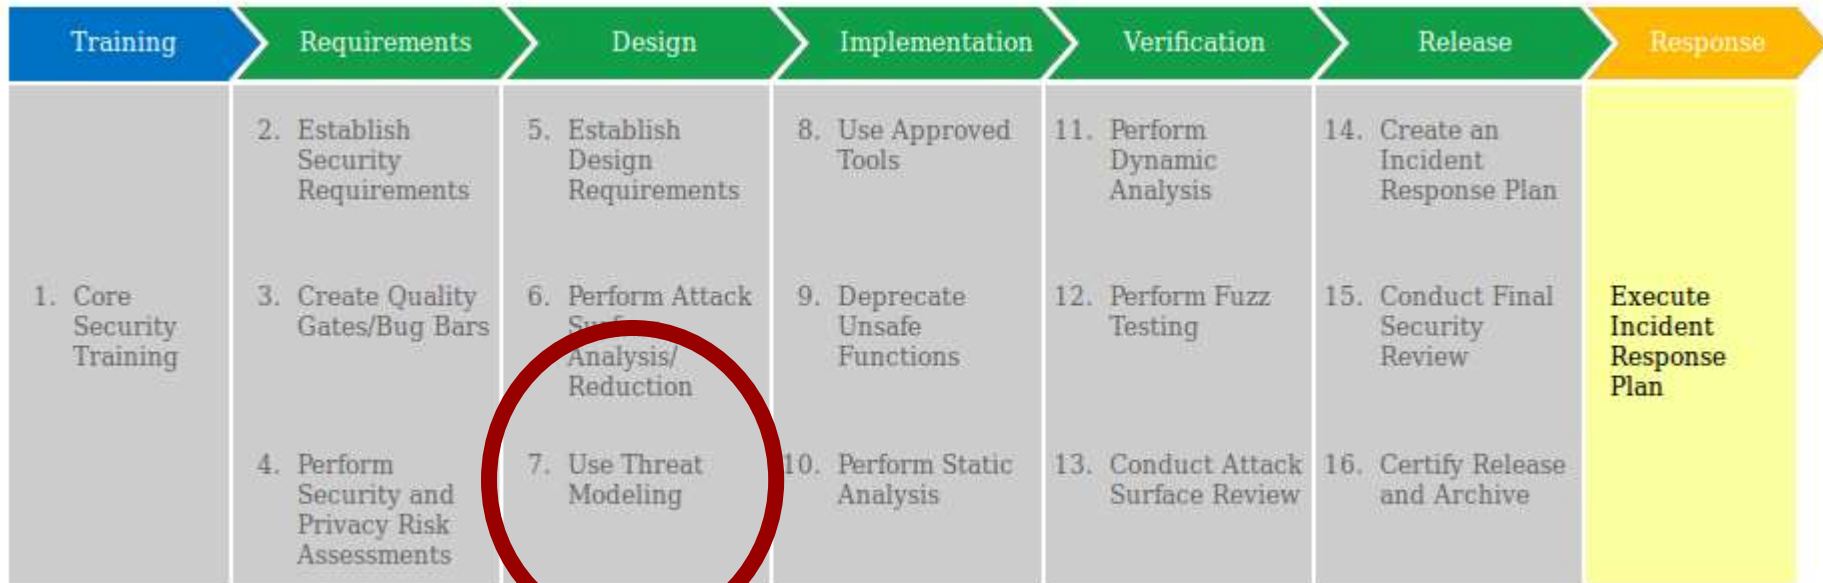 Training
Requirements
Design
Implementation
Verification
Release
Response
1. Core
Security
Training
2. Establish
Security
Requirements
3. Create Quality
Gates/Bug Bars
4. Perform
Security and
Privacy Risk
Assessments
5. Establish
Design
Requirements
6. Perform Attack
Analysis/
Reduction
7. Use Threat
Modeling
8. Use Approved
Tools
9. Deprecate
Unsafe
Functions
10. Perform Static
Analysis
11. Perform
Dynamic
Analysis
12. Perform Fuzz
Testing
13. Conduct Attack
Surface Review
14. Create an
Incident
Response Plan
15. Conduct Final
Security
Review
16. Certify Release
and Archive
Execute
Incident
Response
Plan